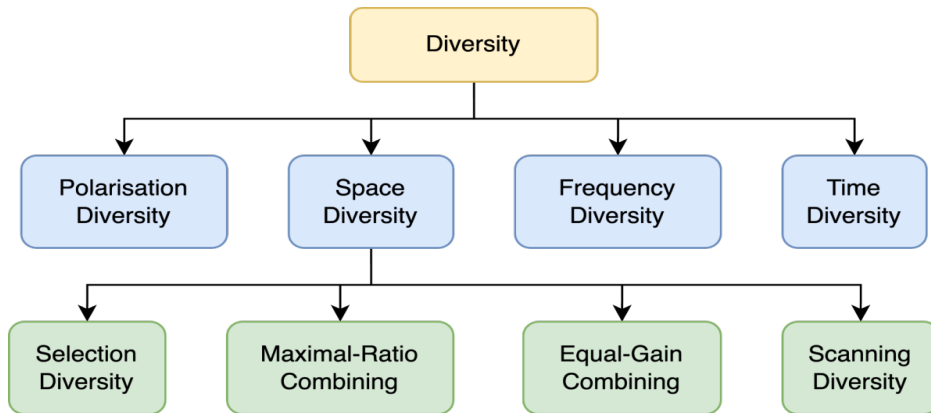 Diversity
Polarisation
Diversity
Space
Diversity
Frequency
Diversity
Time
Diversity
Selection
Diversity
Maximal-Ratio
Combining
Equal-Gain
Combining
Scanning
Diversity